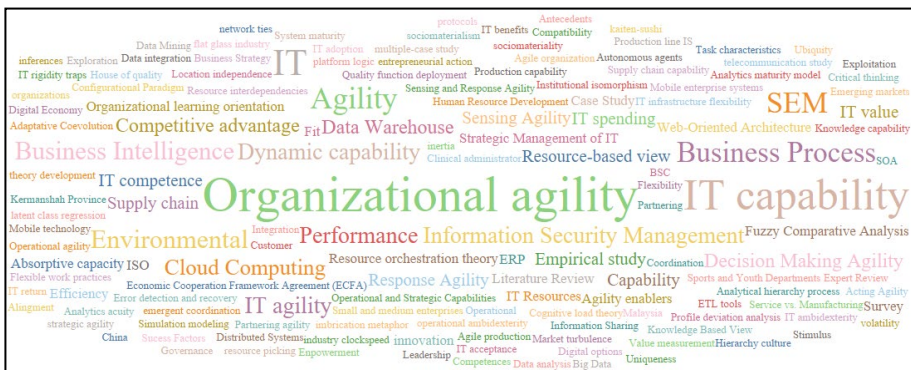 network ties System maturity protocols IT benefits Antecedents kaiten-sushi
Data Mining flat glass industry sociomaterialism Compatibility Production line IS
inferences Exploration Data integration Business Strategy IT adoption multiple-case study sociomateriality Agile organization Autonomous agents Task characteristics Ubiquity
IT rigidity traps House of quality Location independence IT platform logic entrepreneurial action Production capability Supply chain capability telecommunication study Exploitation
organizations Configurational Paradigm Resource interdependencies Quality function deployment Institutional isomorphism Mobile enterprise systems Analytics maturity model Critical thinking
Digital Economy Organizational learning orientation Agility Sensing and Response Agility Human Resource Development Case Study IT infrastructure flexibility SEM Emerging markets
Adaptive Coevolution Competitive advantage Fit Data Warehouse Sensing Agility IT spending Web-Oriented Architecture IT value Knowledge capability
Business Intelligence Dynamic capability inertia Strategic Management of IT Business Process SOA
theory development IT competence Clinical administrator Resource-based view BSC Flexibility
Kermanshah Province Supply chain Organizational agility Partnering IT capability
latent class regression
Mobile technology Environmental Integration Customer Performance Information Security Management Fuzzy Comparative Analysis
Operational agility
Absorptive capacity ISO Cloud Computing Resource orchestration theory ERP Empirical study Coordination Decision Making Agility
Flexible work practices Economic Cooperation Framework Agreement (ECFA) Response Agility Literature Review Capability Sports and Youth Departments Expert Review
IT return Efficiency Error detection and recovery IT agility Operational and Strategic Capabilities IT Resources Agility enablers Analytical hierarchy process Acting Agility
Alingment Analytics acuity emergent coordination Small and medium enterprises Operational Cognitive load theory Malaysia ETL tools Service vs. Manufacturing Survey
strategic agility Simulation modeling Partnering agility imbrication metaphor operational ambidexterity Information Sharing Profile deviation analysis IT ambidexterity volatility
China Sucess Factors Distributed Systems industry clockspeed innovation Agile production Market turbulence Knowledge Based View Stimulus
Governance resource picking Enpowerment Leadership IT acceptance Digital options Value measurement Hierarchy culture
Competences Data analysis Big Data Uniqueness